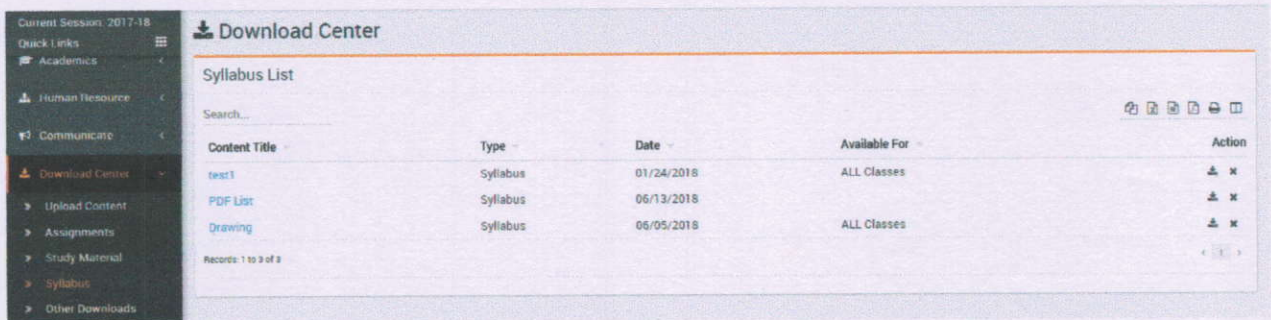 Current Session: 2017-18
Quick Links
Academics
Human Resource
Communicate
Download Center
Upload Content
Assignments
Study Material
Syllabus
Other Downloads
Download Center
Syllabus List
Search...
Content Title Type Date Available For Action
test1 Syllabus 01/24/2018 ALL Classes
PDF List Syllabus 06/13/2018
Drawing Syllabus 06/05/2018 ALL Classes
Records: 1 to 3 of 3
1